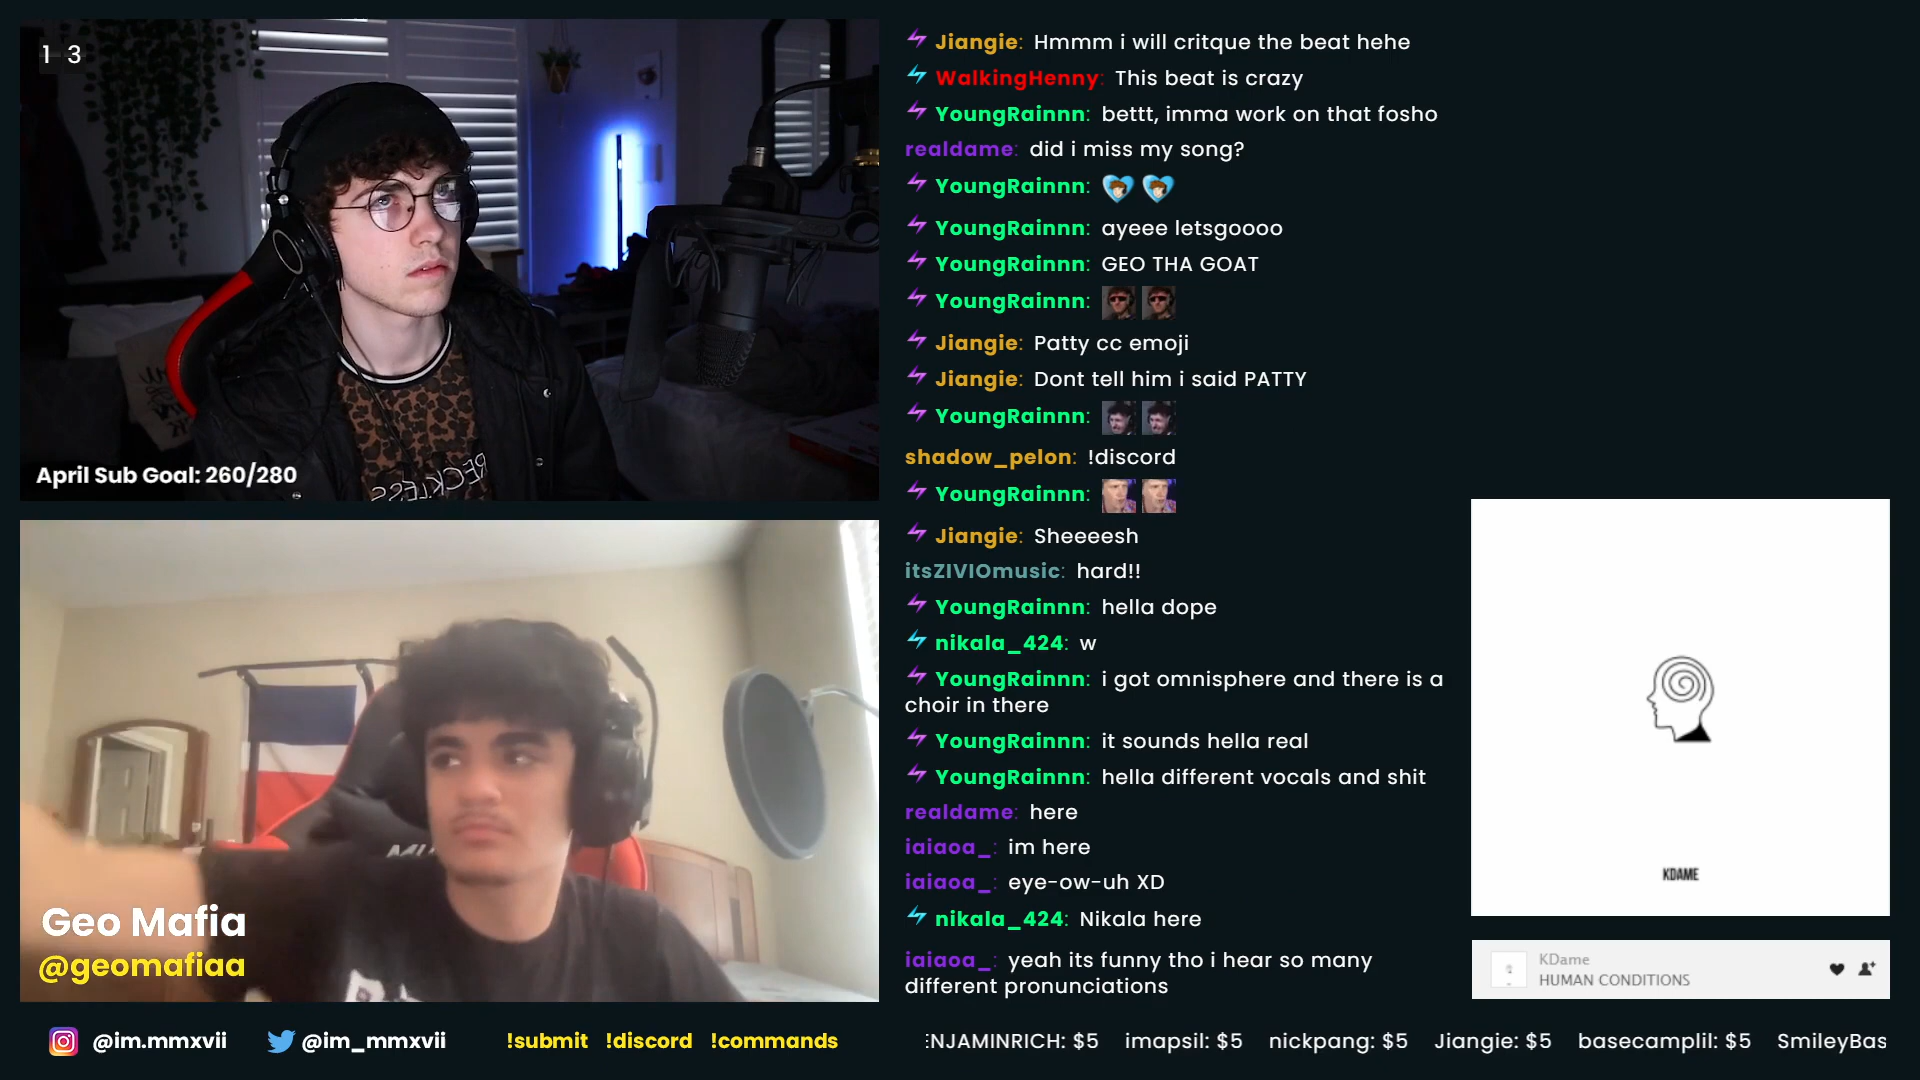 1 3
April Sub Goal: 260/280
RECKLESS
Geo Mafia
@geomafiaa
Jiangie: Hmmm i will critque the beat hehe
WalkingHenny: This beat is crazy
YoungRainnn: bettt, imma work on that fosho
realdame: did i miss my song?
YoungRainnn:
YoungRainnn: ayeee letsgoooo
YoungRainnn: GEO THA GOAT
YoungRainnn:
Jiangie: Patty cc emoji
Jiangie: Dont tell him i said PATTY
YoungRainnn:
shadow_pelon: !discord
YoungRainnn:
Jiangie: Sheeeesh
itsZIVIOmusic: hard!!
YoungRainnn: hella dope
nikala_424: w
YoungRainnn: i got omnisphere and there is a
choir in there
YoungRainnn: it sounds hella real
YoungRainnn: hella different vocals and shit
realdame: here
iaiaoa_: im here
iaiaoa_: eye-ow-uh XD
nikala_424: Nikala here
iaiaoa_: yeah its funny tho i hear so many
different pronunciations
KDAME
KDame
HUMAN CONDITIONS
@im.mmxvii @im_mmxvii !submit !discord !commands
ENJAMINRICH: $5 imapsil: $5 nickpang: $5 Jiangie: $5 basecamplil: $5 SmileyBas